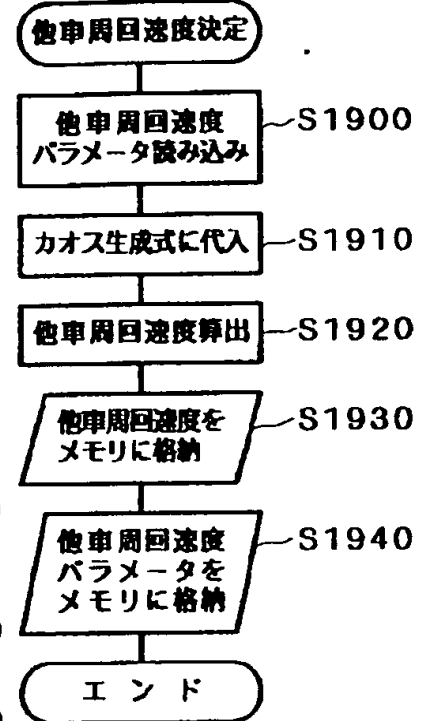 他車周回速度決定
他車周回速度
パラメータ読み込み
S1900
カオス生成式に代入
S1910
他車周回速度算出
S1920
他車周回速度を
メモリに格納
S1930
他車周回速度
パラメータを
メモリに格納
S1940
エンド